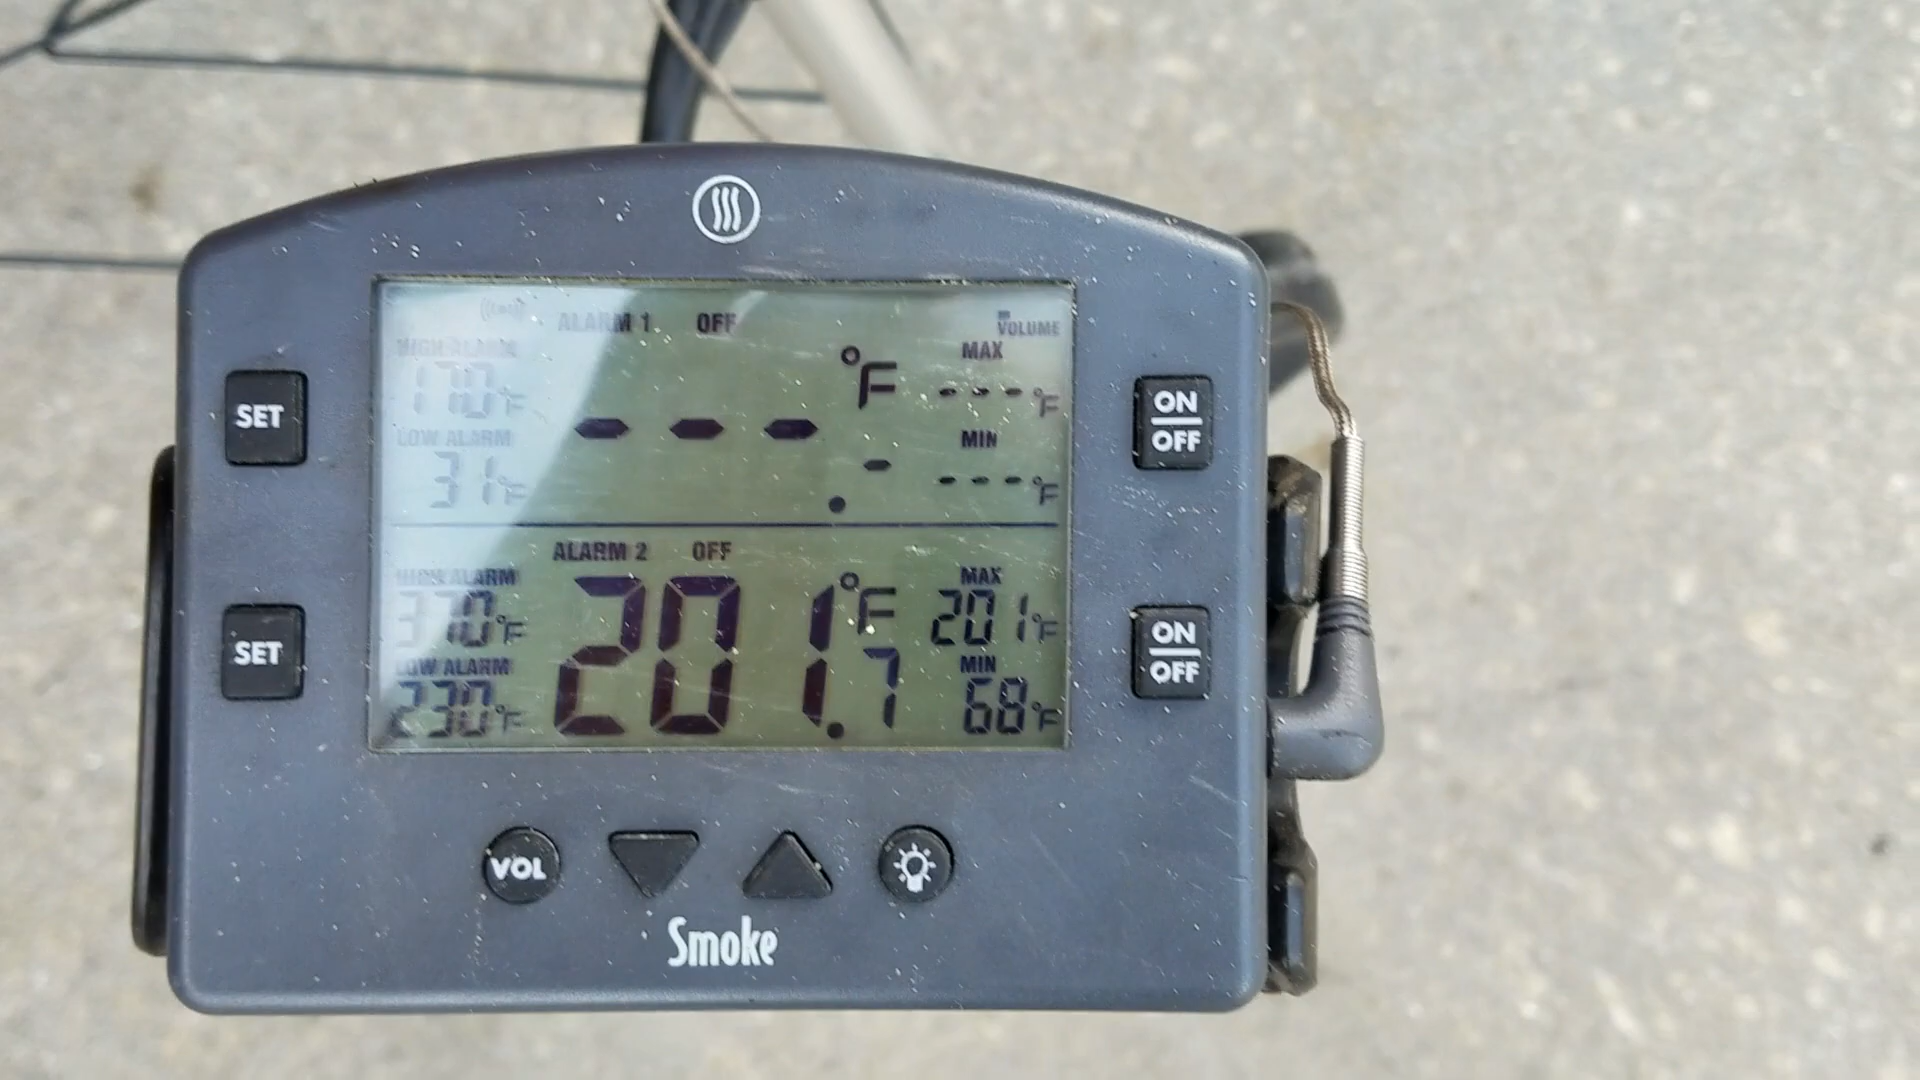 ALARM 1 OFF
VOLUME
HIGH ALARM
170°F
MAX
---°F
---.-°F
LOW ALARM
31°F
MIN
---°F
ALARM 2 OFF
HIGH ALARM
370°F
201.7°F
MAX
201°F
LOW ALARM
230°F
MIN
68°F
SET
ON
OFF
SET
ON
OFF
VOL
Smoke